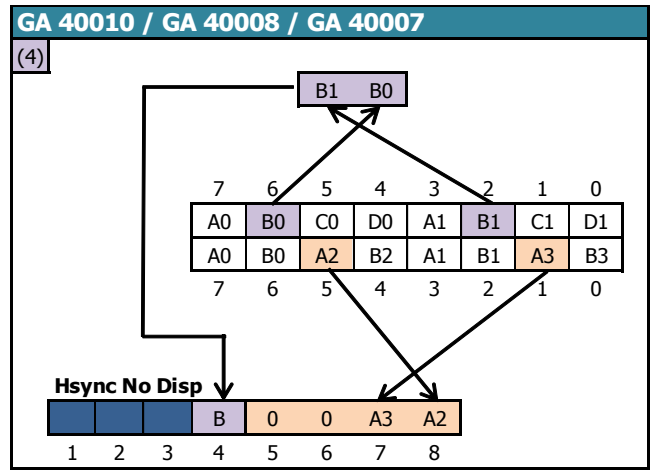 GA 40010 / GA 40008 / GA 40007
(4)
B1 B0
7 6 5 4 3 2 1 0
A0 B0 C0 D0 A1 B1 C1 D1
A0 B0 A2 B2 A1 B1 A3 B3
7 6 5 4 3 2 1 0
Hsync No Disp
B 0 0 A3 A2
1 2 3 4 5 6 7 8